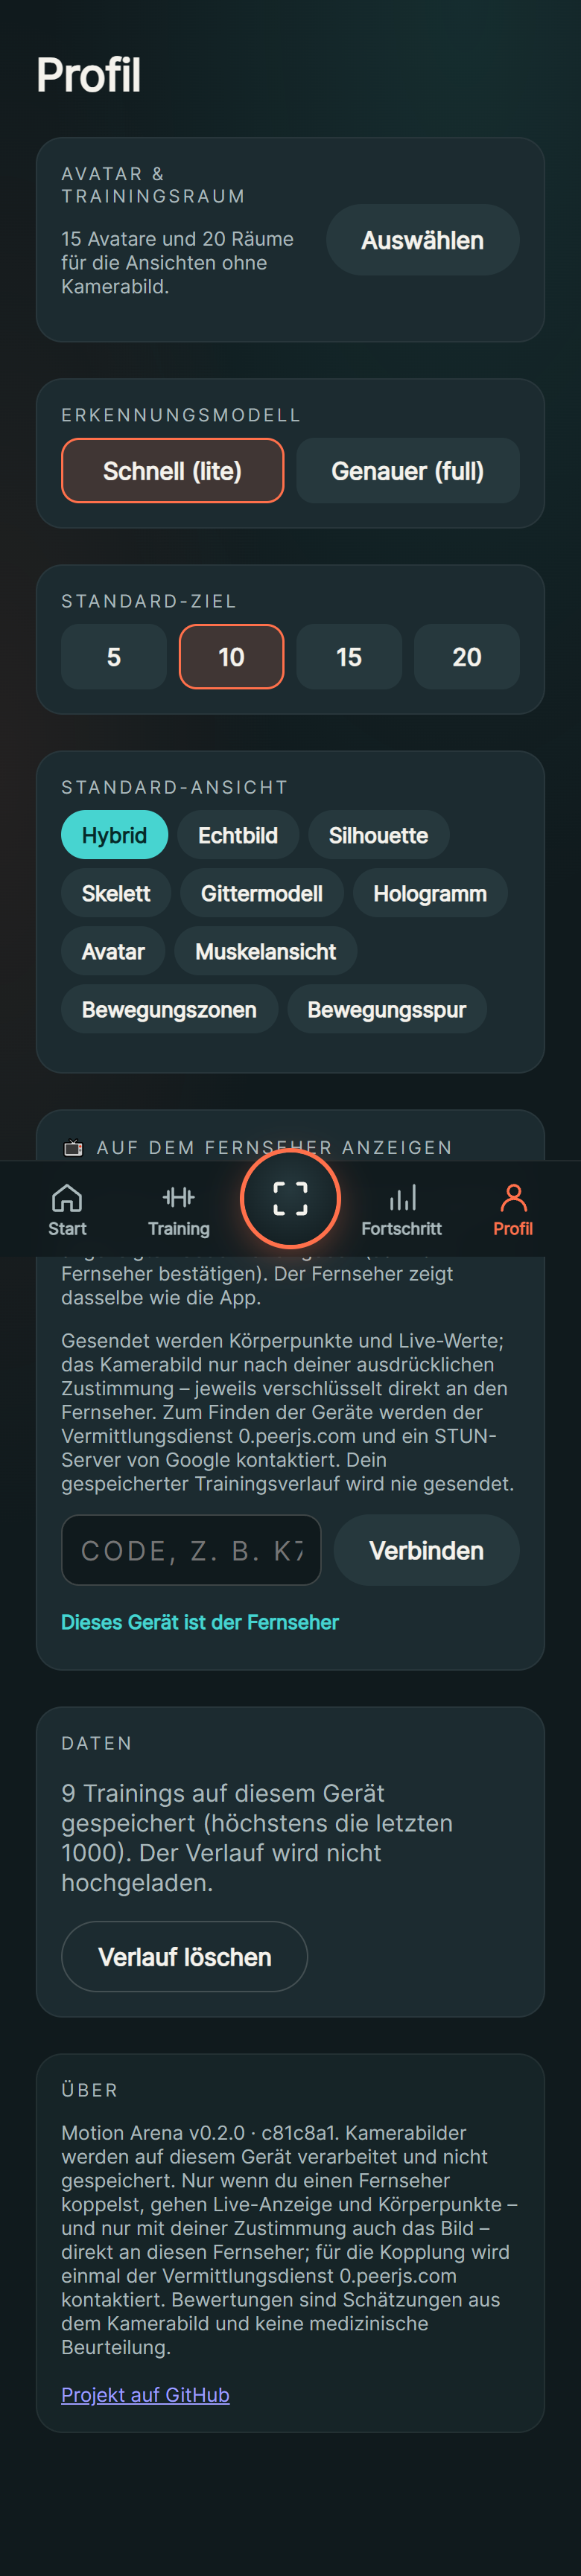 Profil
AVATAR &
TRAININGSRAUM
15 Avatare und 20 Räume
für die Ansichten ohne
Kamerabild.
Auswählen
ERKENNUNGSMODELL
Schnell (lite)
Genauer (full)
STANDARD-ZIEL
5
10
15
20
STANDARD-ANSICHT
Hybrid
Echtbild
Silhouette
Skelett
Gittermodell
Hologramm
Avatar
Muskelansicht
Bewegungszonen
Bewegungsspur
AUF DEM FERNSEHER ANZEIGEN
Start
Training
Fortschritt
Profil
Fernseher bestätigen). Der Fernseher zeigt
dasselbe wie die App.
Gesendet werden Körperpunkte und Live-Werte;
das Kamerabild nur nach deiner ausdrücklichen
Zustimmung – jeweils verschlüsselt direkt an den
Fernseher. Zum Finden der Geräte werden der
Vermittlungsdienst 0.peerjs.com und ein STUN-
Server von Google kontaktiert. Dein
gespeicherter Trainingsverlauf wird nie gesendet.
CODE, Z. B. K7
Verbinden
Dieses Gerät ist der Fernseher
DATEN
9 Trainings auf diesem Gerät
gespeichert (höchstens die letzten
1000). Der Verlauf wird nicht
hochgeladen.
Verlauf löschen
ÜBER
Motion Arena v0.2.0 · c81c8a1. Kamerabilder
werden auf diesem Gerät verarbeitet und nicht
gespeichert. Nur wenn du einen Fernseher
koppelst, gehen Live-Anzeige und Körperpunkte –
und nur mit deiner Zustimmung auch das Bild –
direkt an diesen Fernseher; für die Kopplung wird
einmal der Vermittlungsdienst 0.peerjs.com
kontaktiert. Bewertungen sind Schätzungen aus
dem Kamerabild und keine medizinische
Beurteilung.
Projekt auf GitHub